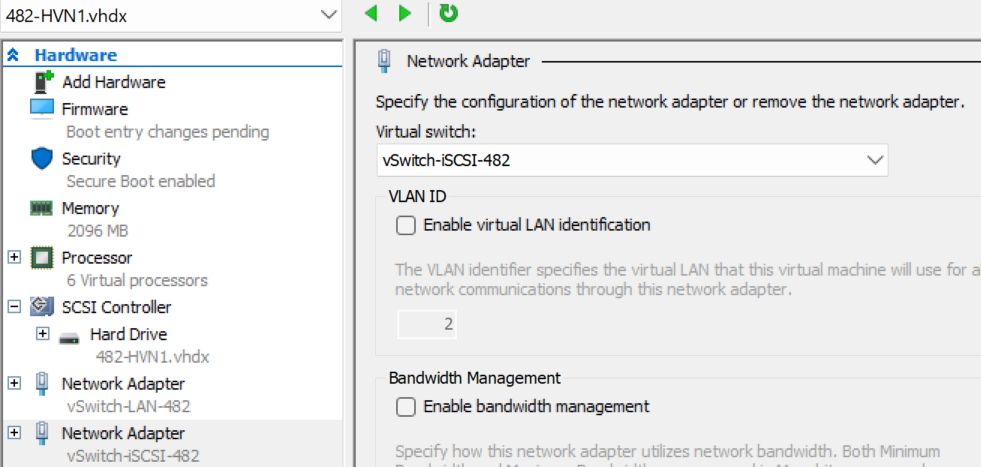 482-HVN1.vhdx
Hardware
Add Hardware
Firmware
Boot entry changes pending
Security
Secure Boot enabled
Memory
2096 MB
Processor
6 Virtual processors
SCSI Controller
Hard Drive
482-HVN1.vhdx
Network Adapter
vSwitch-LAN-482
Network Adapter
vSwitch-iSCSI-482
Network Adapter
Specify the configuration of the network adapter or remove the network adapter.
Virtual switch:
vSwitch-iSCSI-482
VLAN ID
Enable virtual LAN identification
The VLAN identifier specifies the virtual LAN that this virtual machine will use for
network communications through this network adapter.
2
Bandwidth Management
Enable bandwidth management
Specify how this network adapter utilizes network bandwidth. Both Minimum